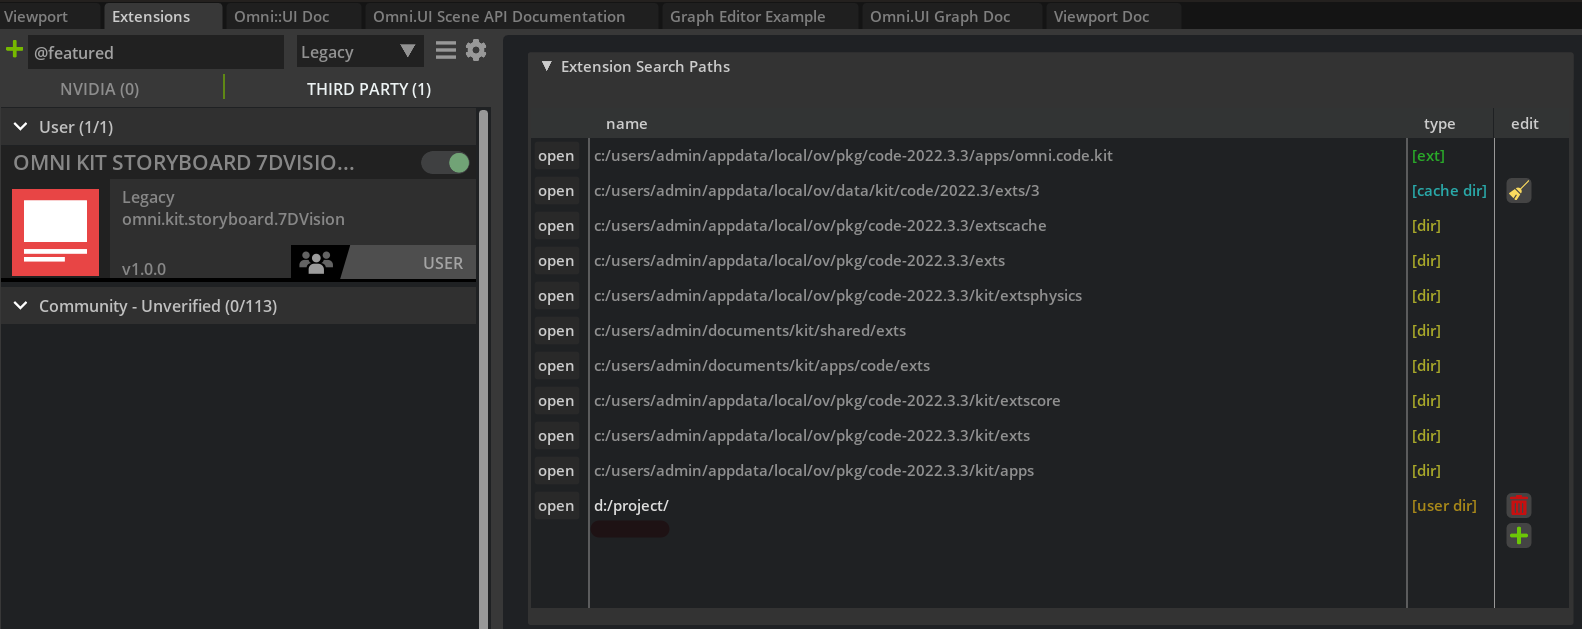 Viewport Extensions Omni::UI Doc Omni.UI Scene API Documentation Graph Editor Example Omni.UI Graph Doc Viewport Doc
@featured Legacy
NVIDIA (0) THIRD PARTY (1)
User (1/1)
OMNI KIT STORYBOARD 7DVISIO...
Legacy
omni.kit.storyboard.7DVision
v1.0.0 USER
Community - Unverified (0/113)
Extension Search Paths
name type edit
open c:/users/admin/appdata/local/ov/pkg/code-2022.3.3/apps/omni.code.kit [ext]
open c:/users/admin/appdata/local/ov/data/kit/code/2022.3/exts/3 [cache dir]
open c:/users/admin/appdata/local/ov/pkg/code-2022.3.3/extscache [dir]
open c:/users/admin/appdata/local/ov/pkg/code-2022.3.3/exts [dir]
open c:/users/admin/appdata/local/ov/pkg/code-2022.3.3/kit/extsphysics [dir]
open c:/users/admin/documents/kit/shared/exts [dir]
open c:/users/admin/documents/kit/apps/code/exts [dir]
open c:/users/admin/appdata/local/ov/pkg/code-2022.3.3/kit/extscore [dir]
open c:/users/admin/appdata/local/ov/pkg/code-2022.3.3/kit/exts [dir]
open c:/users/admin/appdata/local/ov/pkg/code-2022.3.3/kit/apps [dir]
open d:/project/ [user dir]